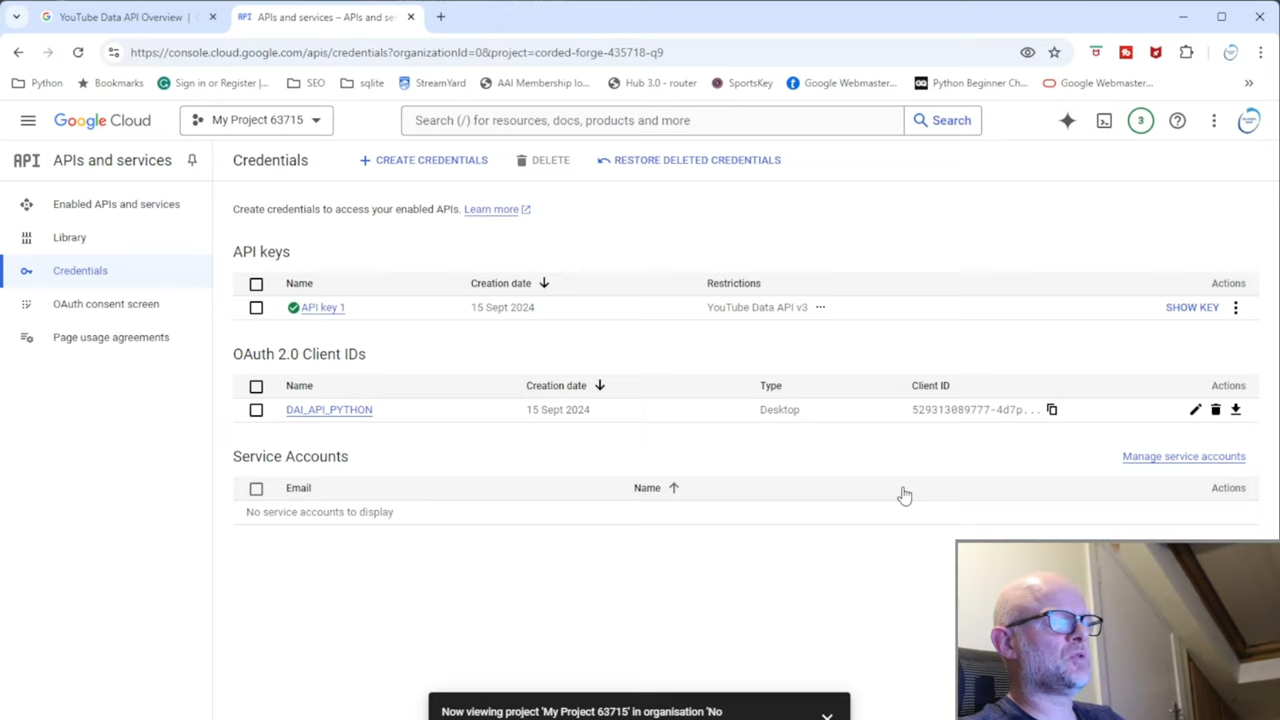 YouTube Data API Overview |
APIs and services – APIs and se
https://console.cloud.google.com/apis/credentials?organizationId=0&project=corded-forge-435718-q9
Python
Bookmarks
Sign in or Register |...
SEO
sqlite
StreamYard
AAI Membership lo...
Hub 3.0 - router
SportsKey
Google Webmaster...
Python Beginner Ch...
Google Webmaster...
Google Cloud
My Project 63715
Search (/) for resources, docs, products and more
Search
3
API APIs and services
Credentials
CREATE CREDENTIALS
DELETE
RESTORE DELETED CREDENTIALS
Enabled APIs and services
Library
Credentials
OAuth consent screen
Page usage agreements
Create credentials to access your enabled APIs. Learn more
API keys
Name Creation date Restrictions Actions
API key 1 15 Sept 2024 YouTube Data API v3 SHOW KEY
OAuth 2.0 Client IDs
Name Creation date Type Client ID Actions
DAI_API_PYTHON 15 Sept 2024 Desktop 529313089777-4d7p...
Service Accounts Manage service accounts
Email Name Actions
No service accounts to display
Now viewing project 'My Project 63715' in organisation 'No